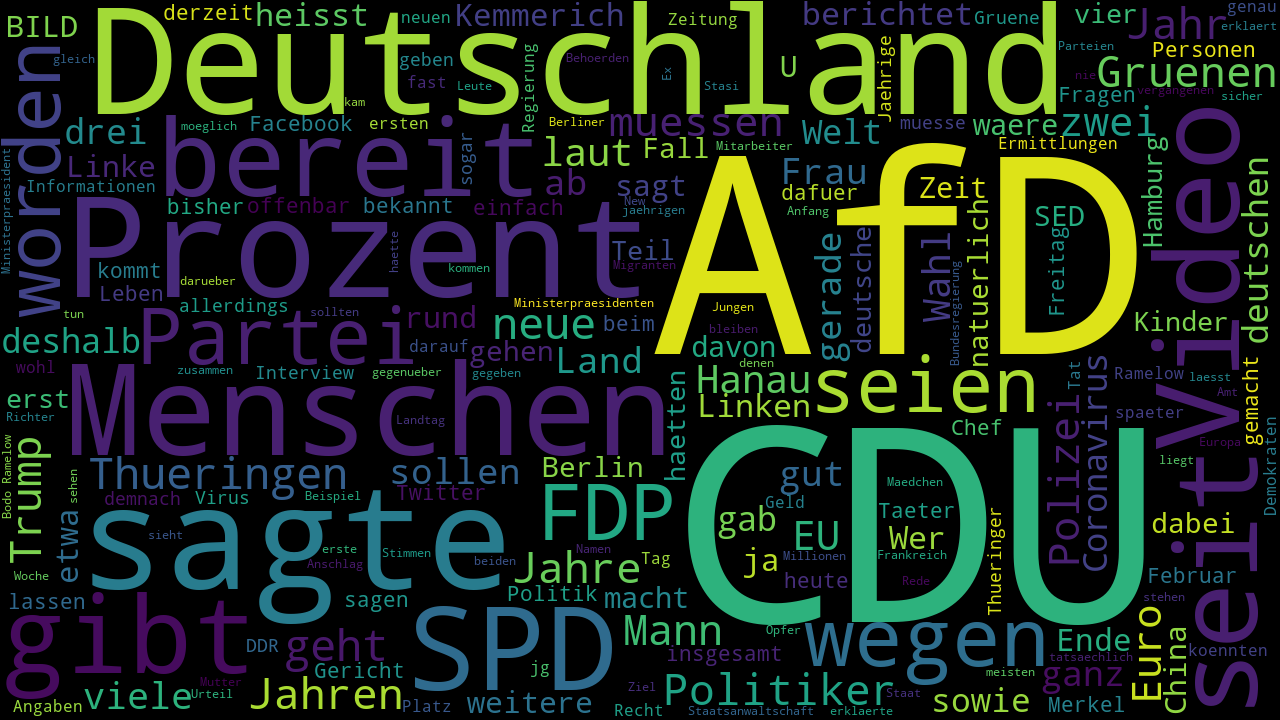 BILD
derzeit
heisst
neuen
Kemmerich
Zeitung
berichtet
Gruene
vier
Jahr
genau
erklaert
Deutschland
gleich
geben
fast
Leute
Regierung
Behoerden
Ex
Stasi
U
Jaehrige
Parteien
Personen
Gruenen
nie
vergangenen
sicher
kam
Fragen
worden
drei
moeglich
Facebook
ersten
Berliner
muessen
Welt
muesse
waere
zwei
bereit
sogar
laut
Fall
Mitarbeiter
Ermittlungen
Linke
Informationen
Ministerpraesident
ab
sagt
Frau
dafuer
Zeit
Hamburg
Video
deutschen
bisher
offenbar
bekannt
einfach
New
jaehrigen
Anfang
SED
Prozent
AfD
haette
Teil
Migranten
kommen
kommt
darueber
Leben
gerade
deutsche
Wahl
Bundesregierung
natuerliche
Freitag
allerdings
Ministerpraesidenten
Jungen
tun
sollten
Partei
rund
neue
beim
bleiben
Kinder
deshalb
darauf
gehen
davon
denen
wohl
zusammen
Interview
gegenueber
gegeben
Land
Hanau
seien
Tat
Ramelow
laesst
gemacht
Menschen
erst
Richter
Landtag
haetten
Linken
Chef
Polizei
Coronavirus
spaeter
Amt
Europa
seit
Bodo Ramelow
Trump
etwa
sehen
Thueringen
sollen
Berlin
CDU
gut
Maedchen
liegt
Demokraten
demnach
Virus
Beispiel
Twitter
FDP
Geld
Taeter
gab
EU
Wer
Thueringer
dabei
sagte
sieht
erste
Stimmen
Namen
beiden
Anschlag
Tag
ja
Millionen
Frankreich
Woche
Jahre
heute
Rede
Februar
lassen
sagen
Politik
macht
stehen
gibt
SPD
Mann
Opfer
wegen
Ende
Euro
China
koennten
DDR
geht
insgesamt
tatsaechlich
Gericht
jg
meisten
ganz
Mutter
Ziel
Politiker
Staat
Angaben
viele
Urteil
Jahren
Platz
weitere
Recht
Staatsanwaltschaft
erklaerte
sowie
Merkel